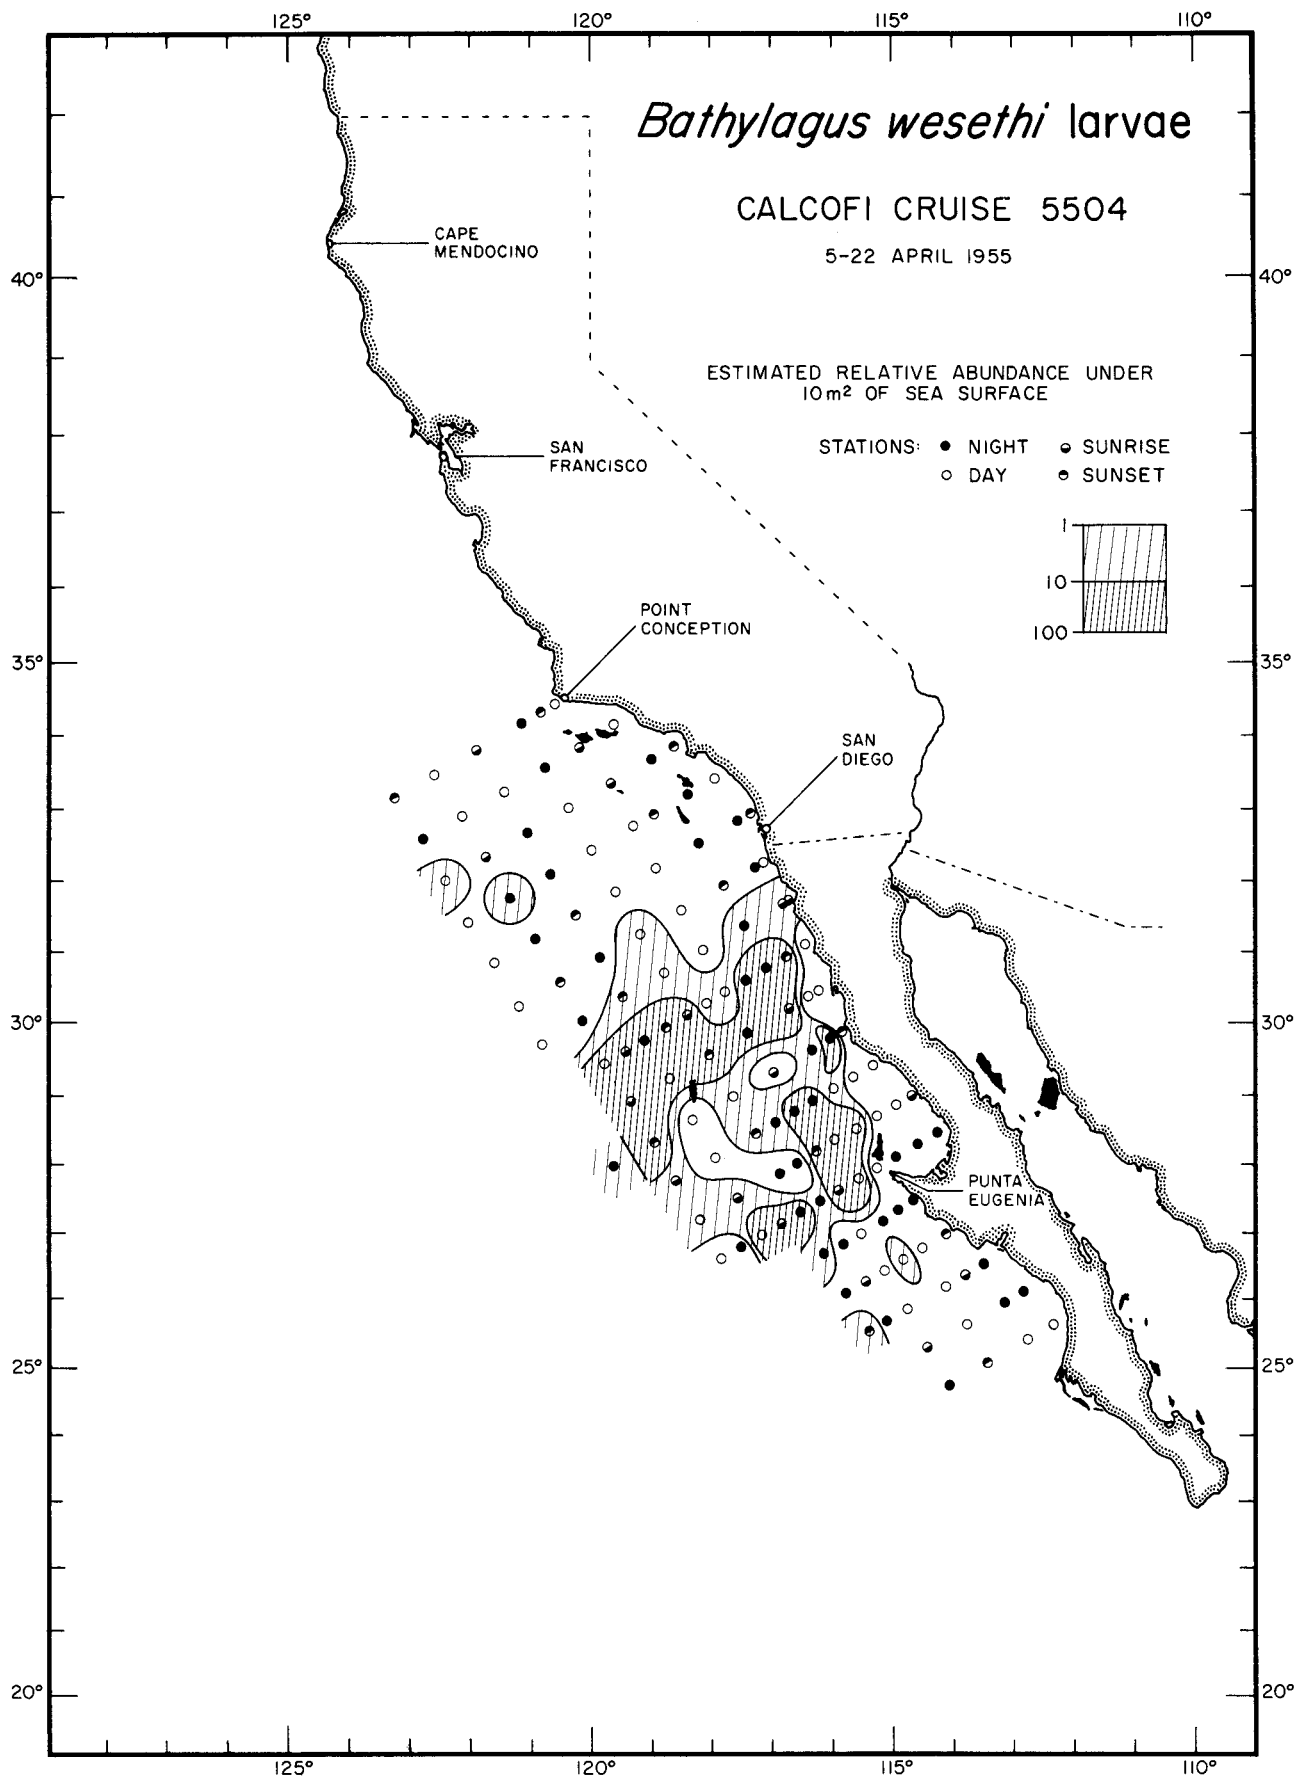 125° 120° 115° 110°
Bathylagus wesethi larvae
CALCOFI CRUISE 5504
5-22 APRIL 1955
CAPE
MENDOCINO
40° 40°
ESTIMATED RELATIVE ABUNDANCE UNDER
10m² OF SEA SURFACE
STATIONS: NIGHT SUNRISE
DAY SUNSET
SAN
FRANCISCO
1
10
100
POINT
CONCEPTION
35° 35°
SAN
DIEGO
30° 30°
PUNTA
EUGENIA
25° 25°
20° 20°
125° 120° 115° 110°